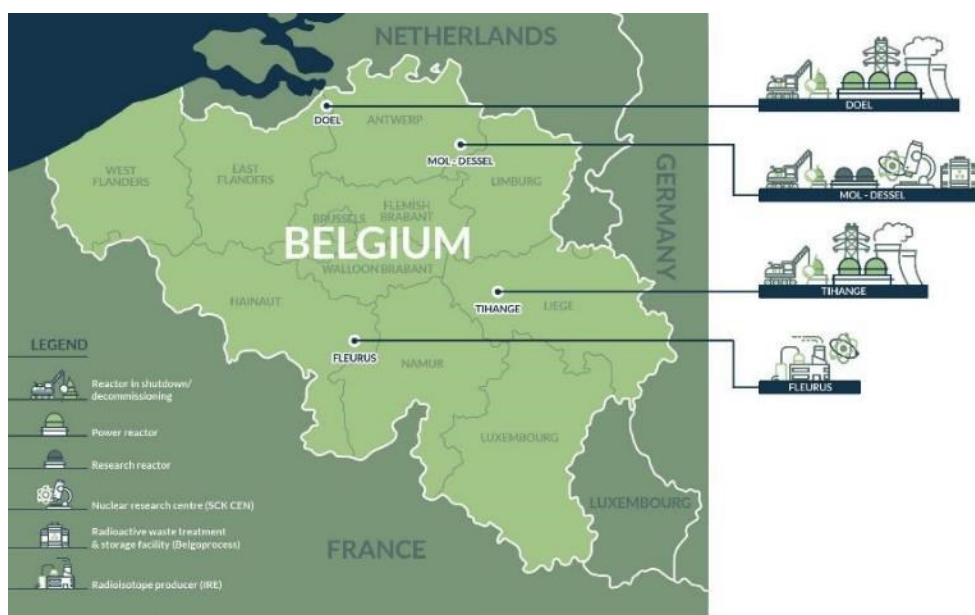 NETHERLANDS
DOEL
ANTWERP
MOL - DESSEL
WEST
FLANDERS
EAST
FLANDERS
LIMBURG
GERMANY
BRUSSELS
FLEMISH
BRABANT
BELGIUM
WALLOON BRABANT
HAINAUT
TIHANGE
LIEGE
FLEURUS
NAMUR
LUXEMBOURG
LUXEMBOURG
FRANCE
LEGEND
Reactor in shutdown/
decommissioning
Power reactor
Research reactor
Nuclear research centre (SCK CEN)
Radioactive waste treatment
& storage facility (Belgoprocess)
Radioisotope producer (IRE)
DOEL
MOL - DESSEL
TIHANGE
FLEURUS